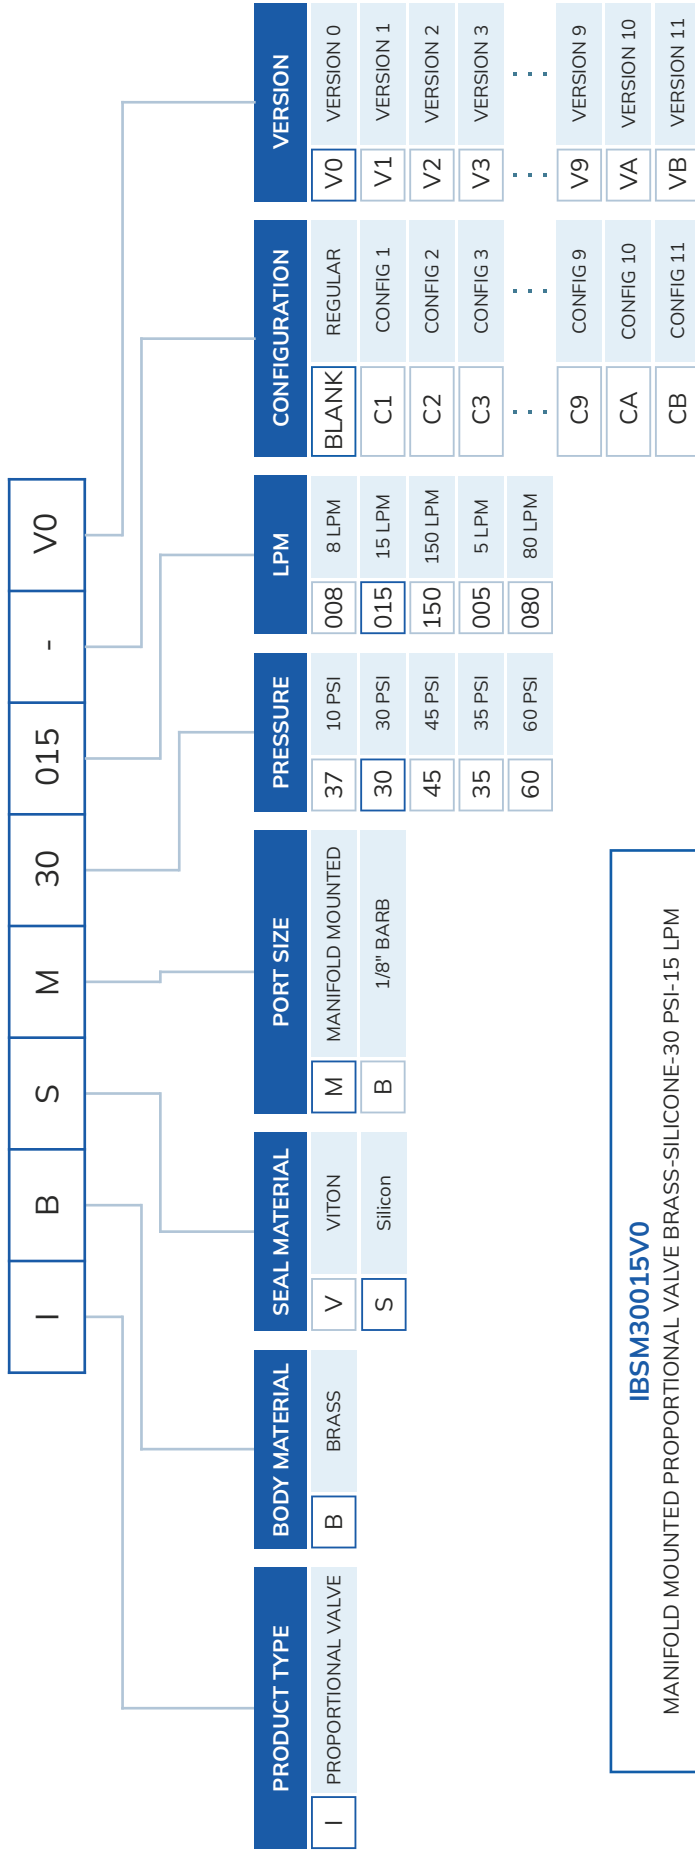 I B S M 30 015 - V0
PRODUCT TYPE
I PROPORTIONAL VALVE
BODY MATERIAL
B BRASS
SEAL MATERIAL
V VITON
S Silicon
PORT SIZE
M MANIFOLD MOUNTED
B 1/8" BARB
PRESSURE
37 10 PSI
30 30 PSI
45 45 PSI
35 35 PSI
60 60 PSI
LPM
008 8 LPM
015 15 LPM
150 150 LPM
005 5 LPM
080 80 LPM
CONFIGURATION
BLANK REGULAR
C1 CONFIG 1
C2 CONFIG 2
C3 CONFIG 3
... ...
C9 CONFIG 9
CA CONFIG 10
CB CONFIG 11
VERSION
V0 VERSION 0
V1 VERSION 1
V2 VERSION 2
V3 VERSION 3
... ...
V9 VERSION 9
VA VERSION 10
VB VERSION 11
IBSM30015V0
MANIFOLD MOUNTED PROPORTIONAL VALVE BRASS-SILICONE-30 PSI-15 LPM